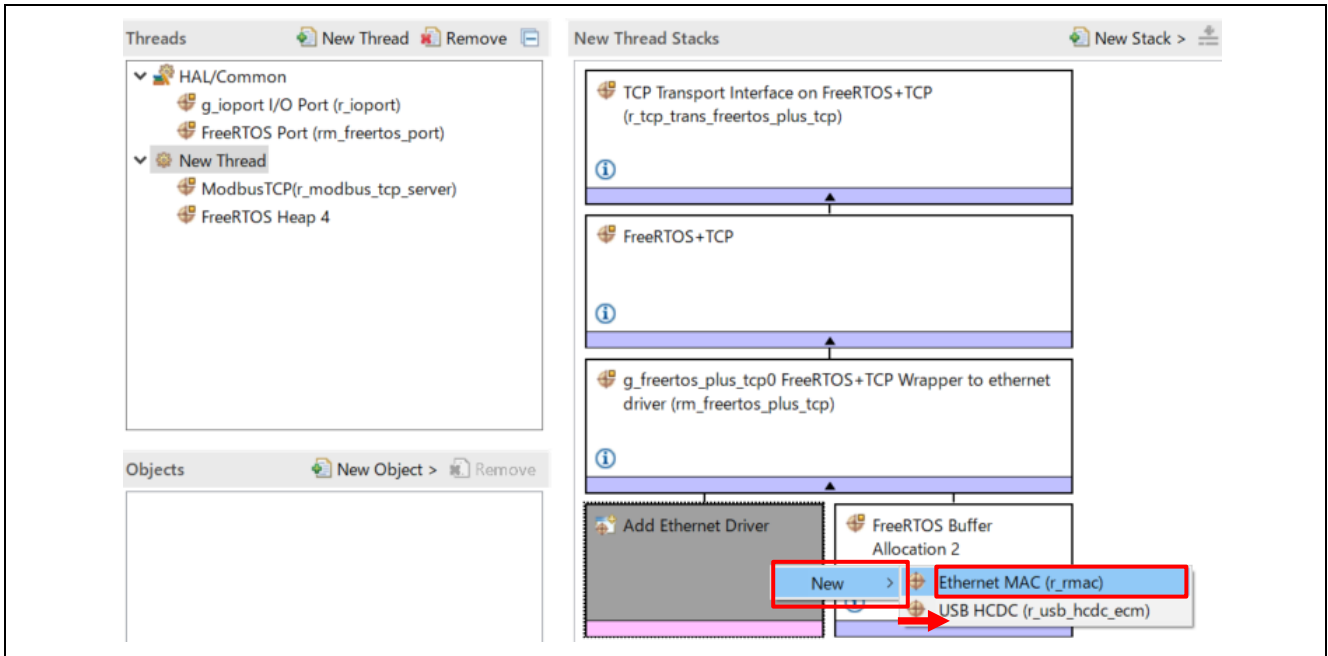 Threads
New Thread
Remove
HAL/Common
g_ioport I/O Port (r_ioport)
FreeRTOS Port (rm_freertos_port)
New Thread
ModbusTCP(r_modbus_tcp_server)
FreeRTOS Heap 4
Objects
New Object >
Remove
New Thread Stacks
New Stack >
TCP Transport Interface on FreeRTOS+TCP
(r_tcp_trans_freertos_plus_tcp)
FreeRTOS+TCP
g_freertos_plus_tcp0 FreeRTOS+TCP Wrapper to ethernet
driver (rm_freertos_plus_tcp)
Add Ethernet Driver
FreeRTOS Buffer
Allocation 2
New >
Ethernet MAC (r_rmac)
USB HCDC (r_usb_hcdc_ecm)